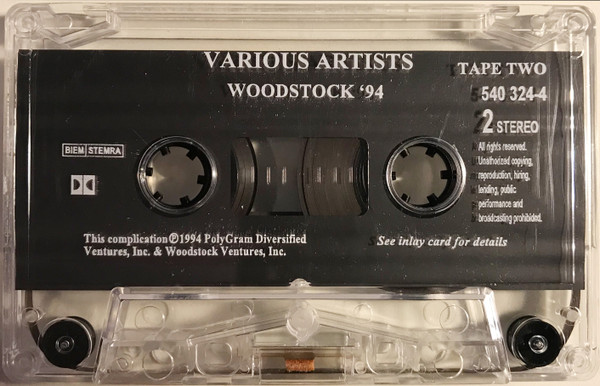 VARIOUS ARTISTS
WOODSTOCK '94
TAPE TWO
540 324-4
2 STEREO
BIEM STEMRA
All rights reserved.
Unathorized copying,
reproduction, hiring,
lending, public
performance and
broadcasting prohibited.
This complication℗1994 PolyGram Diversified
Ventures, Inc. & Woodstock Ventures, Inc.
See inlay card for details